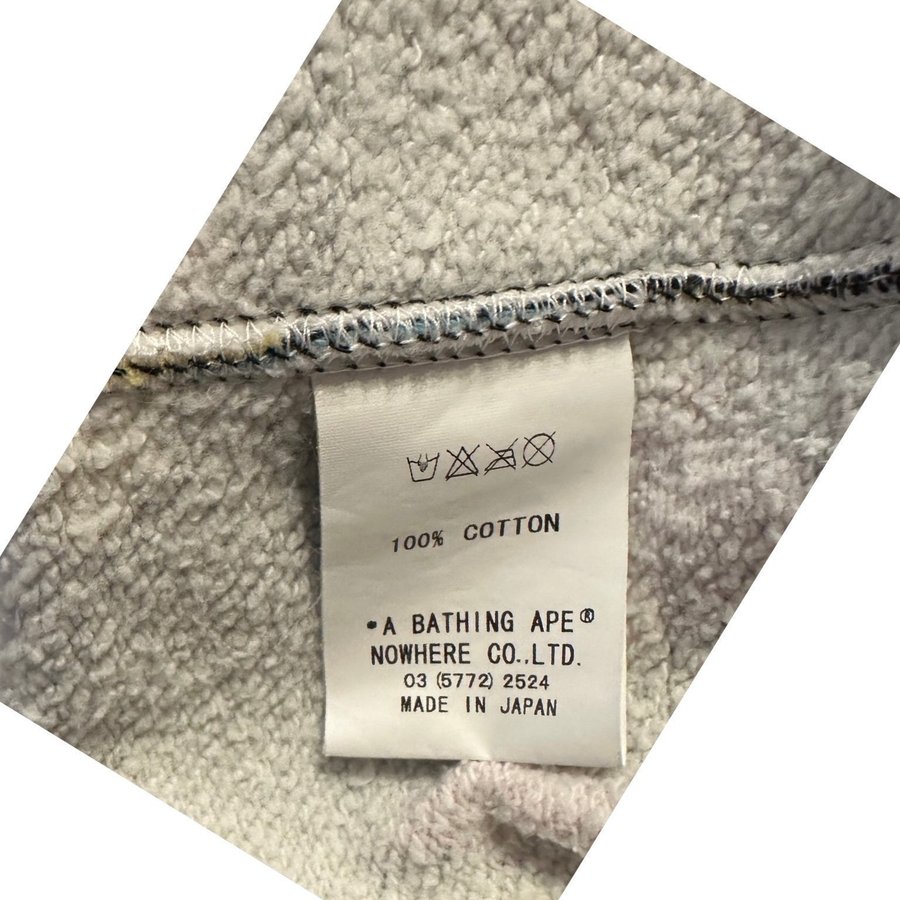 100% COTTON
•A BATHING APE®
NOWHERE CO.,LTD.
03 (5772) 2524
MADE IN JAPAN